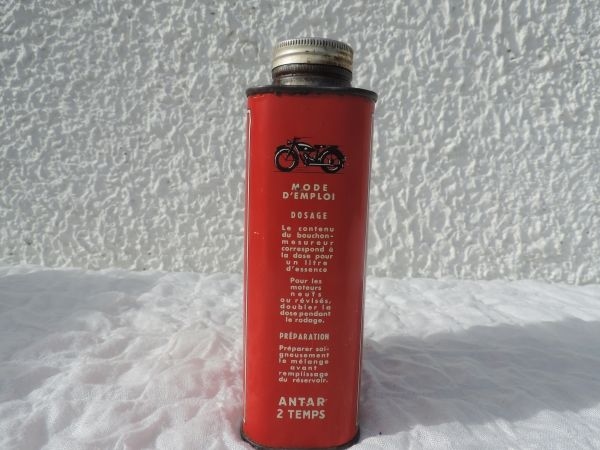 MODE
D'EMPLOI
DOSAGE
Le contenu
du bouchon-
mesureur
correspond à
la dose pour
un litre
d'essence
Pour les
moteurs
neufs
ou révisés,
doubler la
dose pendant
le rodage.
PRÉPARATION
Préparer soi-
gneusement
le mélange
avant
remplissage
du réservoir.
ANTAR
2 TEMPS